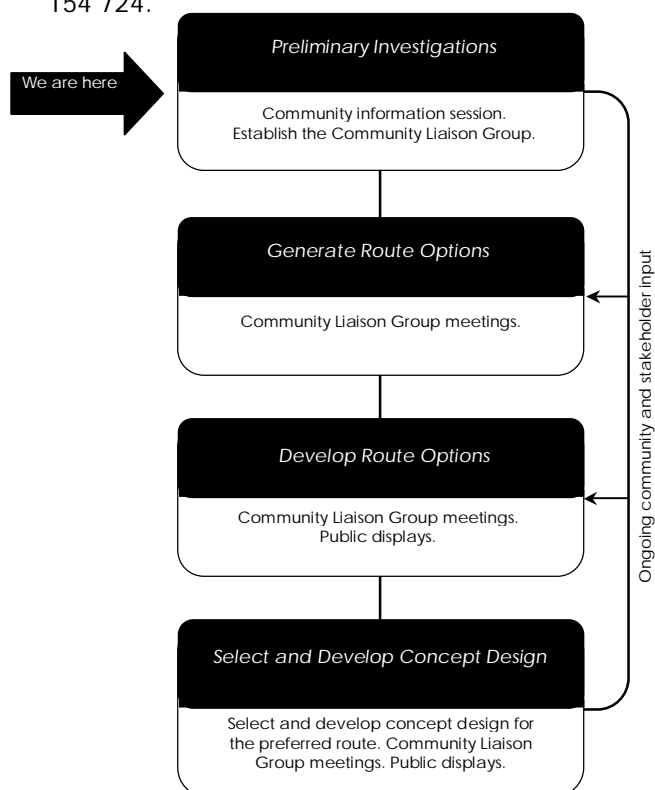 154 724.
Preliminary Investigations
We are here
Community information session.
Establish the Community Liaison Group.
Generate Route Options
Community Liaison Group meetings.
Develop Route Options
Community Liaison Group meetings.
Public displays.
Select and Develop Concept Design
Select and develop concept design for
the preferred route. Community Liaison
Group meetings. Public displays.
Ongoing community and stakeholder input